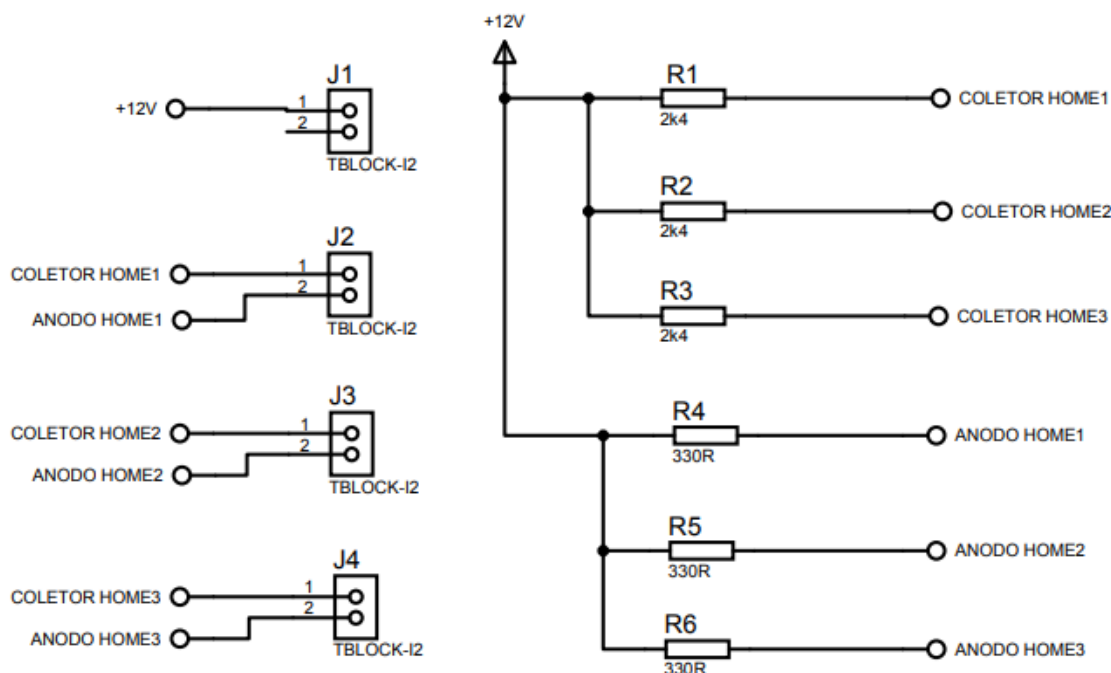 J1
+12V
1
2
TBLOCK-I2
J2
COLETOR HOME1
1
ANODO HOME1
2
TBLOCK-I2
J3
COLETOR HOME2
1
ANODO HOME2
2
TBLOCK-I2
J4
COLETOR HOME3
1
ANODO HOME3
2
TBLOCK-I2
+12V
R1
2k4
COLETOR HOME1
R2
2k4
COLETOR HOME2
R3
2k4
COLETOR HOME3
R4
330R
ANODO HOME1
R5
330R
ANODO HOME2
R6
330R
ANODO HOME3